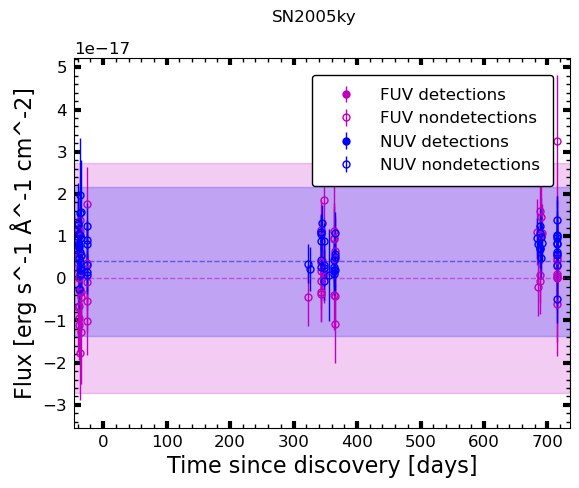 SN2005ky
1e−17
5
4
3
2
1
0
−1
−2
−3
Flux [erg s^-1 Å^-1 cm^-2]
FUV detections
FUV nondetections
NUV detections
NUV nondetections
0 100 200 300 400 500 600 700
Time since discovery [days]